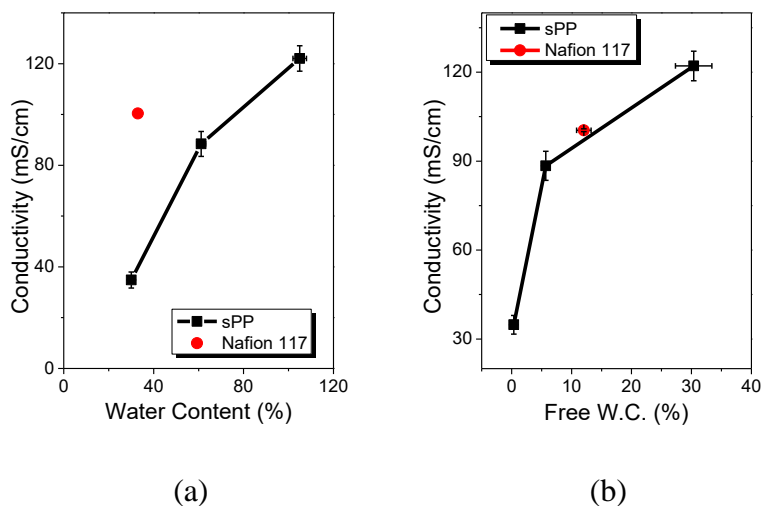 120
80
40
0
Conductivity (mS/cm)
sPP
Nafion 117
0 40 80 120
Water Content (%)
(a)
sPP
Nafion 117
120
90
60
30
Conductivity (mS/cm)
0 10 20 30 40
Free W.C. (%)
(b)